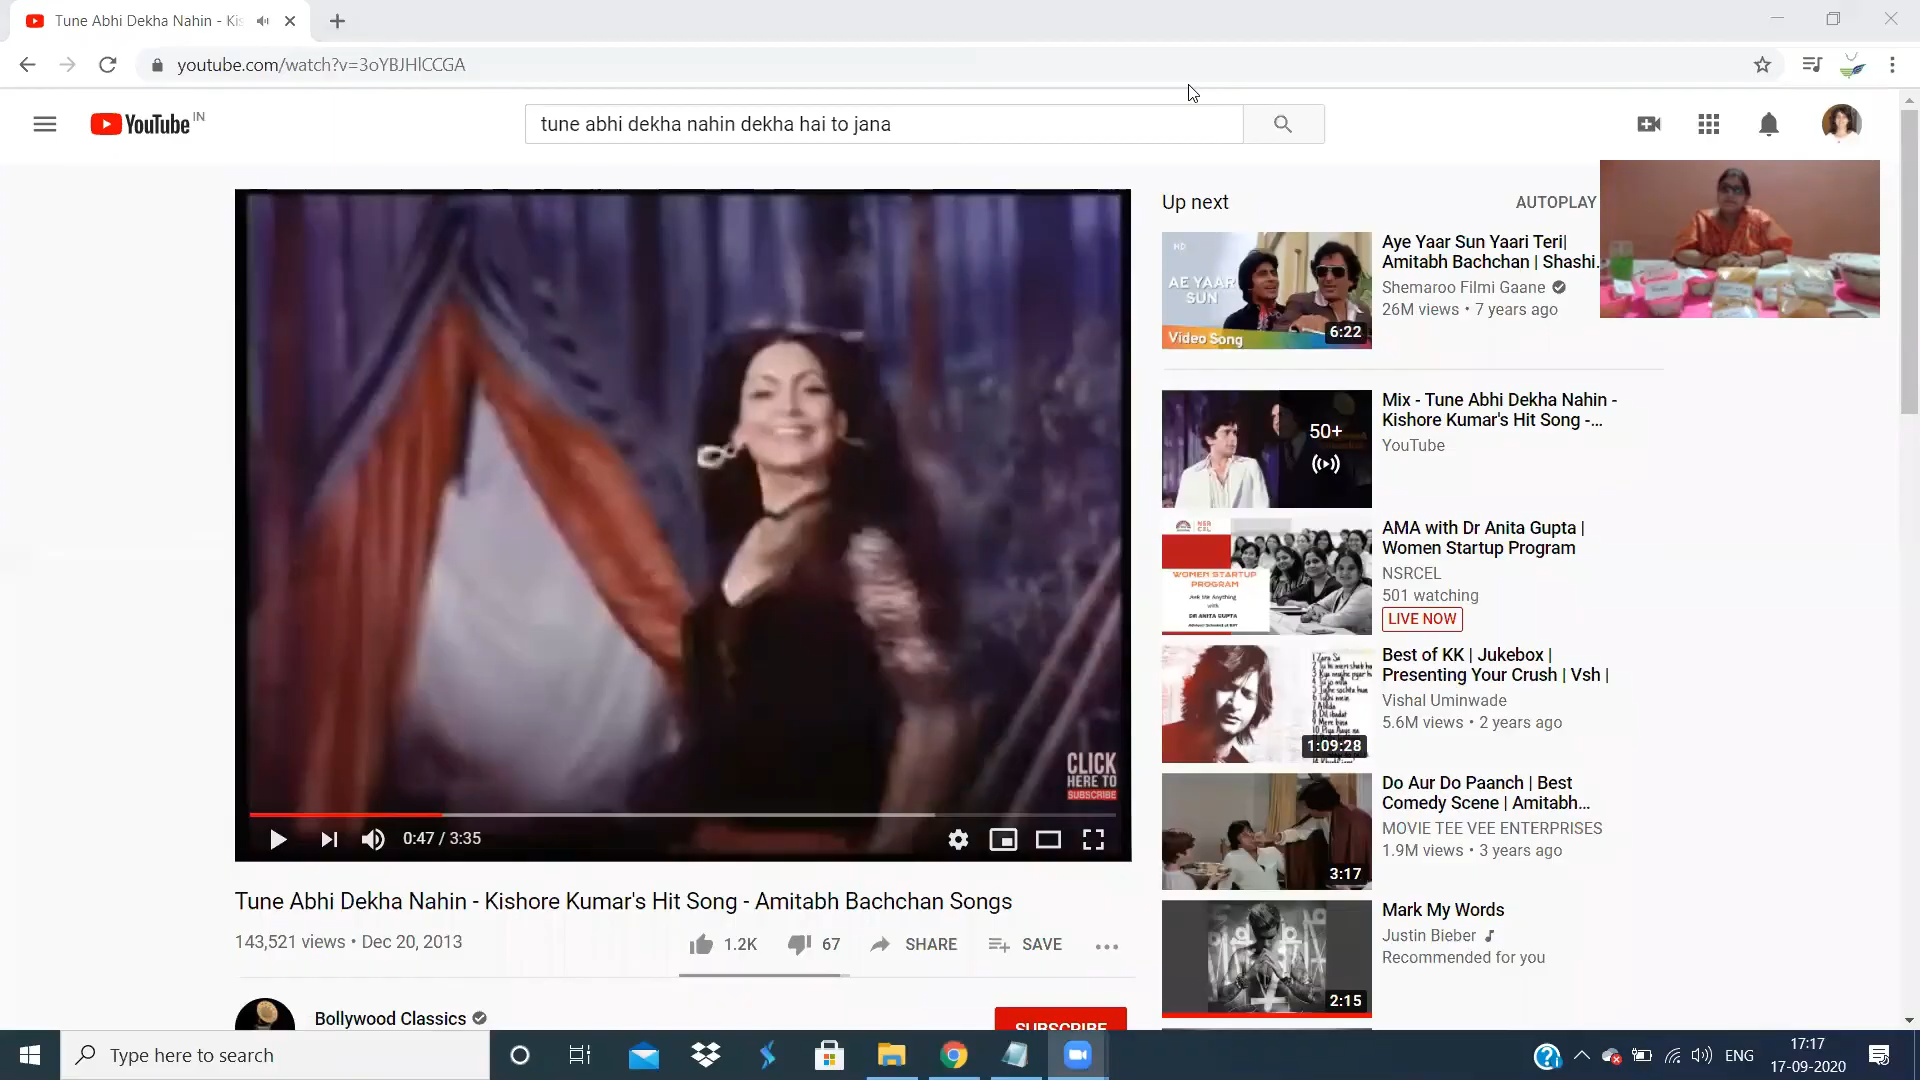 Tune Abhi Dekha Nahin - Kis
youtube.com/watch?v=3oYBJHlCCGA
YouTube IN
tune abhi dekha nahin dekha hai to jana
Up next
AUTOPLAY
HD
AE YAAR
SUN
Video Song
6:22
Aye Yaar Sun Yaari Teri|
Amitabh Bachchan | Shashi.
Shemaroo Filmi Gaane
26M views • 7 years ago
50+
Mix - Tune Abhi Dekha Nahin -
Kishore Kumar's Hit Song -...
YouTube
WOMEN STARTUP
PROGRAM
Ask Me Anything
with
DR ANITA GUPTA
AMA with Dr Anita Gupta |
Women Startup Program
NSRCEL
501 watching
LIVE NOW
1:09:28
Best of KK | Jukebox |
Presenting Your Crush | Vsh |
Vishal Uminwade
5.6M views • 2 years ago
3:17
Do Aur Do Paanch | Best
Comedy Scene | Amitabh...
MOVIE TEE VEE ENTERPRISES
1.9M views • 3 years ago
2:15
Mark My Words
Justin Bieber
Recommended for you
CLICK
HERE TO
SUBSCRIBE
0:47 / 3:35
Tune Abhi Dekha Nahin - Kishore Kumar's Hit Song - Amitabh Bachchan Songs
143,521 views • Dec 20, 2013
1.2K
67
SHARE
SAVE
Bollywood Classics
SUBSCRIBE
Type here to search
ENG
17:17
17-09-2020